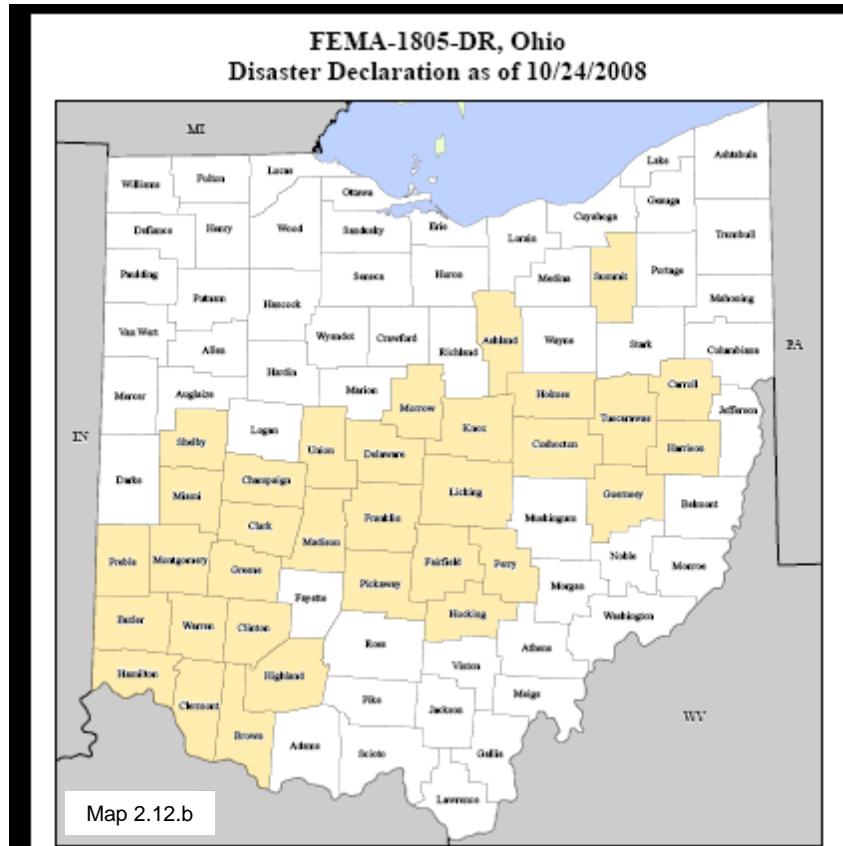 FEMA-1805-DR, Ohio
Disaster Declaration as of 10/24/2008
MI
Williams
Fulton
Lucas
Ottawa
Lake
Ashtabula
Geauga
Cuyahoga
Defiance
Henry
Wood
Sandusky
Erie
Lorain
Trumbull
Paulding
Seneca
Huron
Medina
Summit
Portage
Putnam
Hancock
Mahoning
Van Wert
Wyandot
Crawford
Richland
Ashland
Wayne
Stark
Columbiana
PA
Allen
Hardin
Mercer
Auglaize
Marion
Morrow
Holmes
Carroll
Tuscarawas
Jefferson
IN
Shelby
Logan
Union
Delaware
Knox
Coshocton
Harrison
Darke
Miami
Champaign
Licking
Guernsey
Belmont
Clark
Franklin
Muskingum
Madison
Noble
Preble
Montgomery
Greene
Pickaway
Fairfield
Perry
Monroe
Fayette
Morgan
Hocking
Washington
Butler
Warren
Clinton
Ross
Athens
Hamilton
Highland
Vinton
Clermont
Pike
Meigs
Jackson
WV
Brown
Adams
Scioto
Gallia
Lawrence
Map 2.12.b